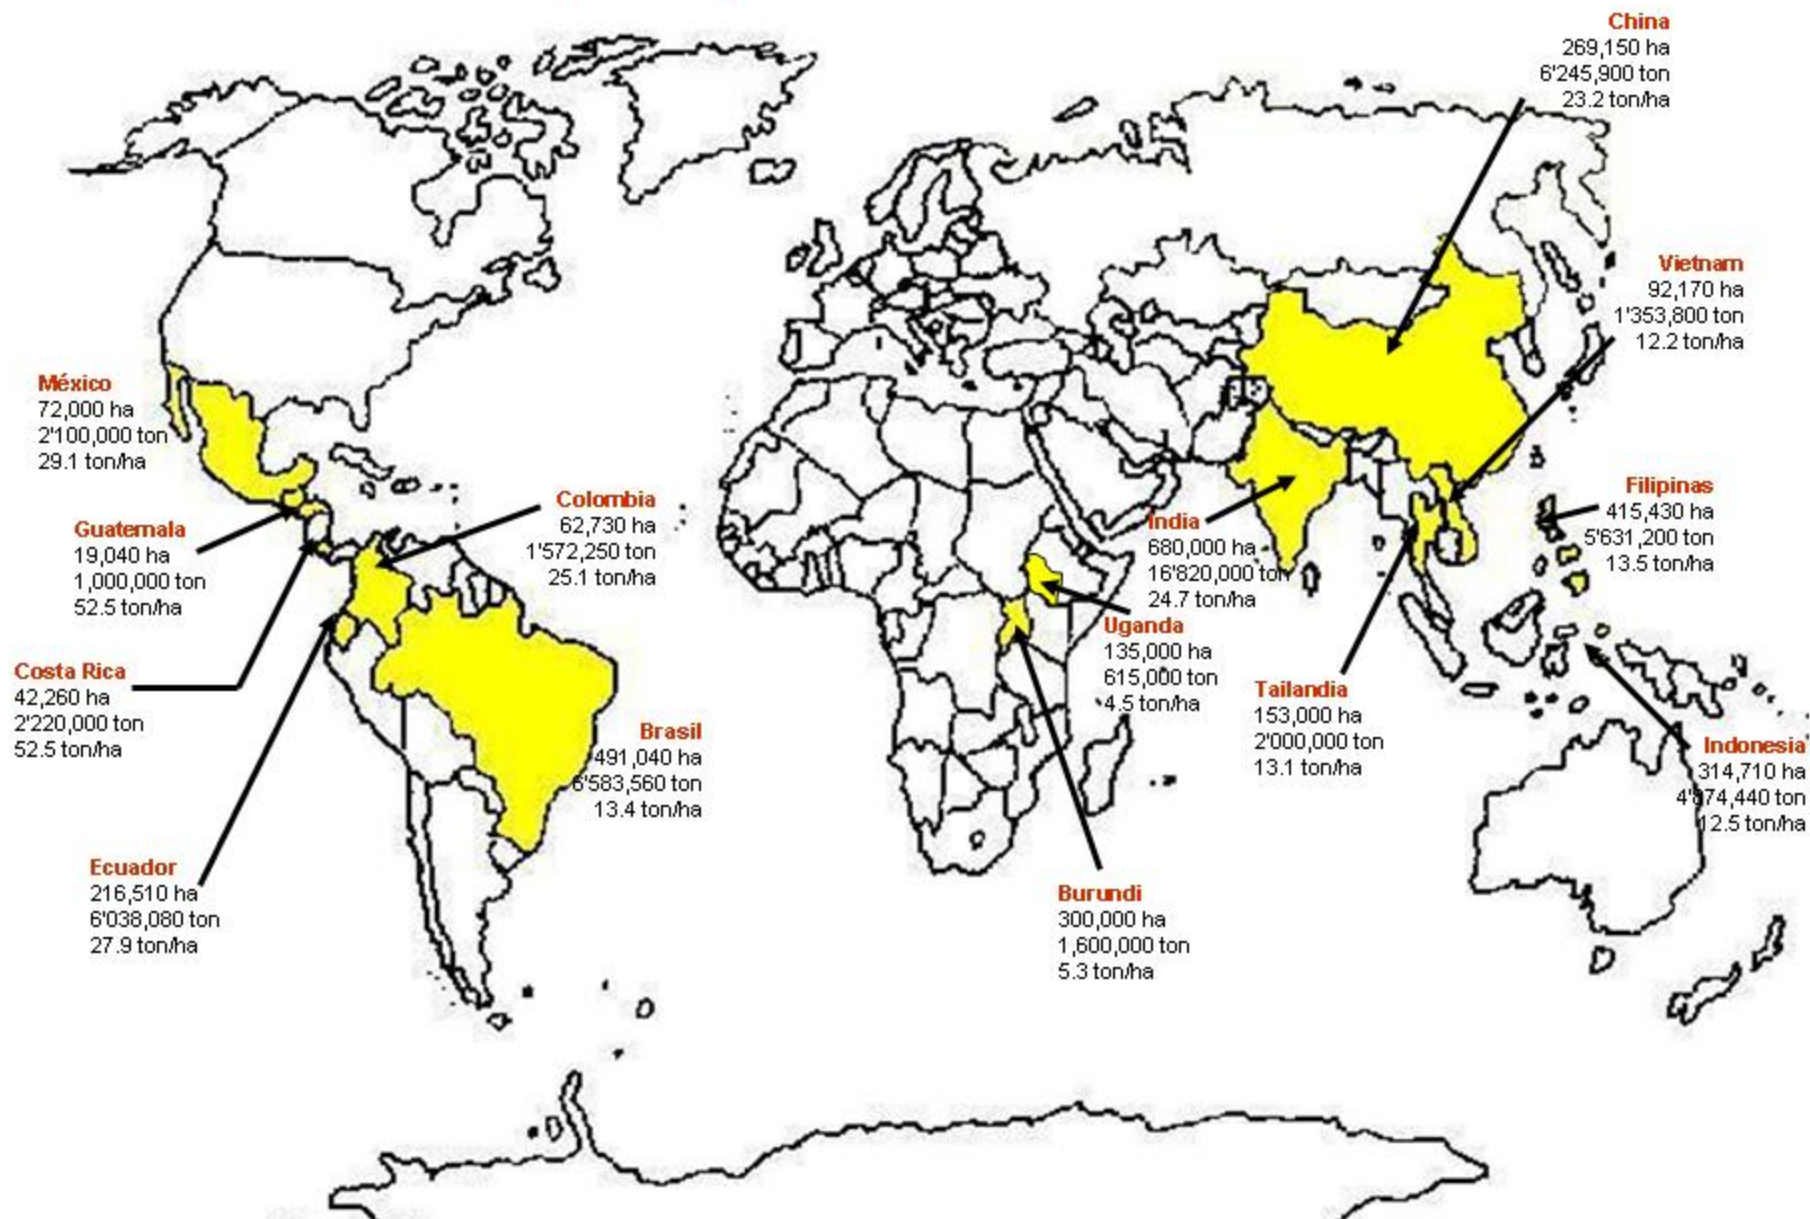 China
269,150 ha
6'245,900 ton
23.2 ton/ha
Vietnam
92,170 ha
1'353,800 ton
12.2 ton/ha
México
72,000 ha
2'100,000 ton
29.1 ton/ha
Colombia
62,730 ha
1'572,250 ton
25.1 ton/ha
Filipinas
415,430 ha
5'631,200 ton
13.5 ton/ha
Guatemala
19,040 ha
1,000,000 ton
52.5 ton/ha
India
680,000 ha
16'820,000 ton
24.7 ton/ha
Uganda
135,000 ha
615,000 ton
4.5 ton/ha
Costa Rica
42,260 ha
2'220,000 ton
52.5 ton/ha
Tailandia
153,000 ha
2'000,000 ton
13.1 ton/ha
Brasil
491,040 ha
6'583,560 ton
13.4 ton/ha
Indonesia
314,710 ha
ton
12.5 ton/ha
Ecuador
216,510 ha
6'038,080 ton
27.9 ton/ha
Burundi
300,000 ha
1,600,000 ton
5.3 ton/ha